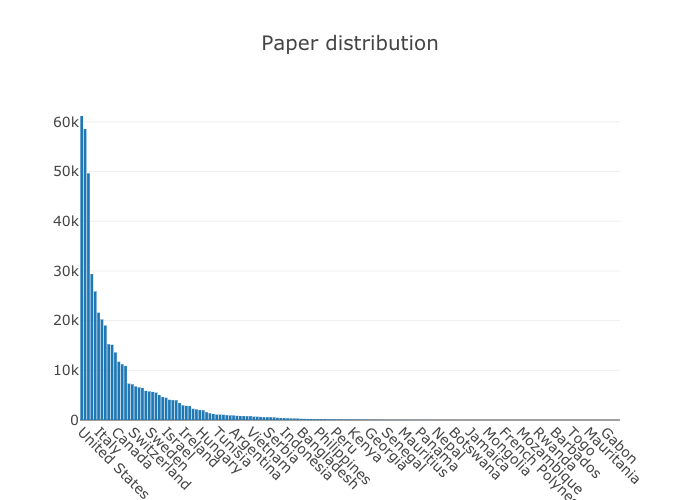 Paper distribution
60k
50k
40k
30k
20k
10k
0
United States
Italy
Canada
Switzerland
Sweden
Israel
Ireland
Hungary
Tunisia
Argentina
Vietnam
Serbia
Indonesia
Bangladesh
Philippines
Peru
Kenya
Georgia
Senegal
Mauritius
Panama
Nepal
Botswana
Jamaica
Mongolia
French Polyne
Mozambique
Rwanda
Barbados
Togo
Mauritania
Gabon